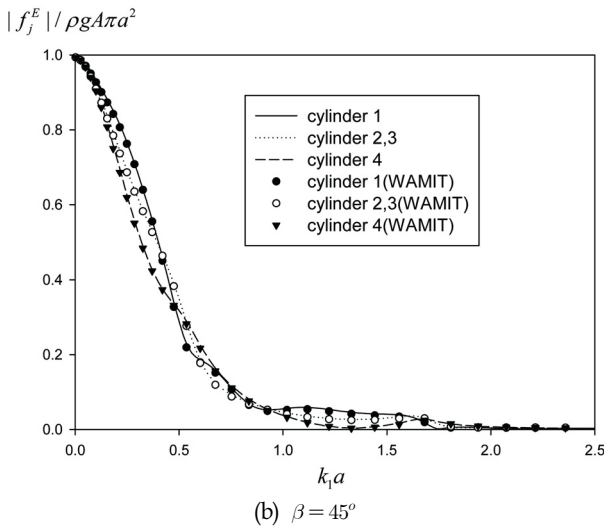 | f_j^E | / ρgAπa²
1.0
0.8
0.6
0.4
0.2
0.0
cylinder 1
cylinder 2,3
cylinder 4
cylinder 1(WAMIT)
cylinder 2,3(WAMIT)
cylinder 4(WAMIT)
0.0 0.5 1.0 1.5 2.0 2.5
k₁a
(b) β = 45°